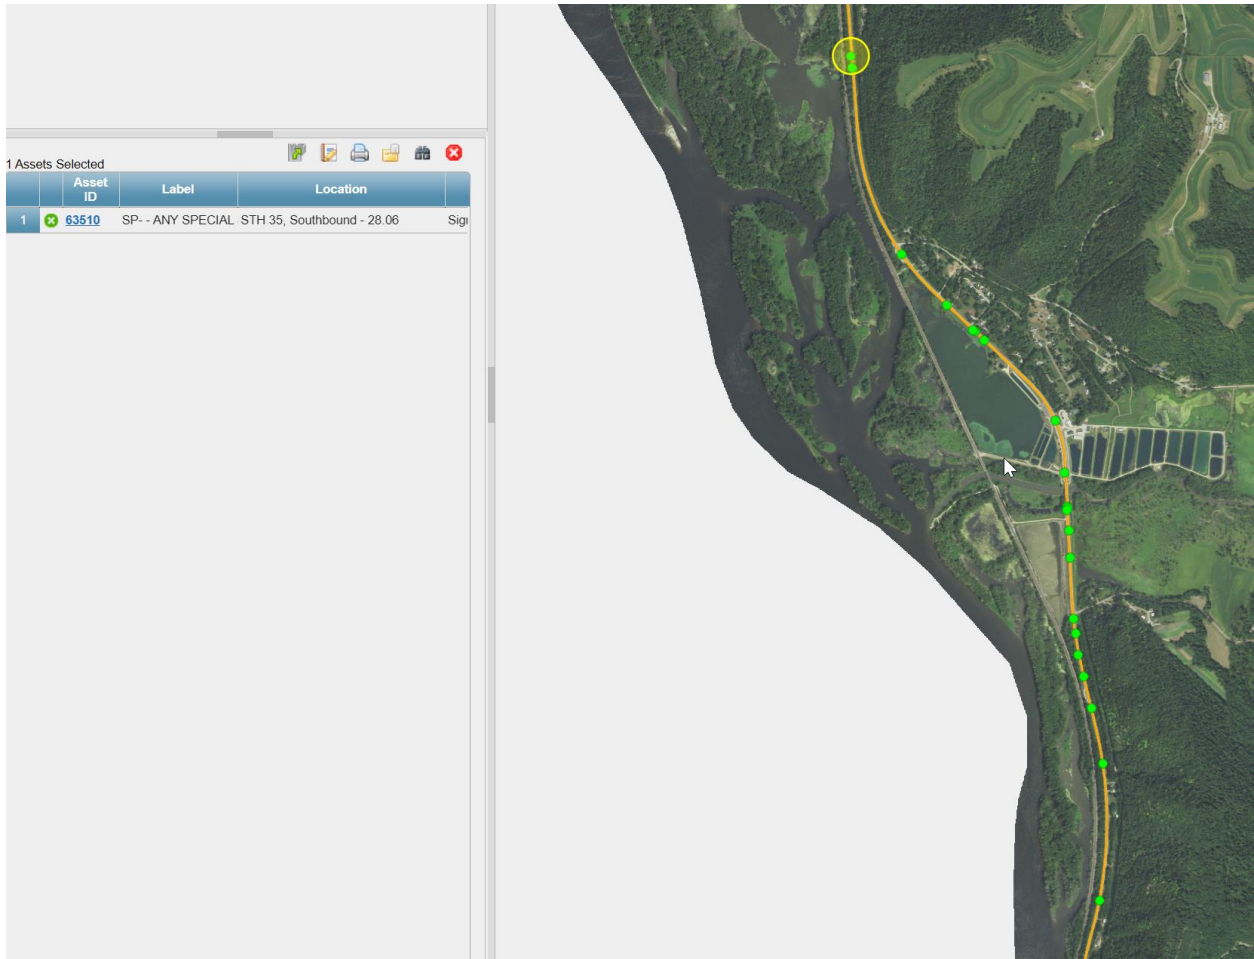 1 Assets Selected
Asset ID Label Location
1 63510 SP- - ANY SPECIAL STH 35, Southbound - 28.06